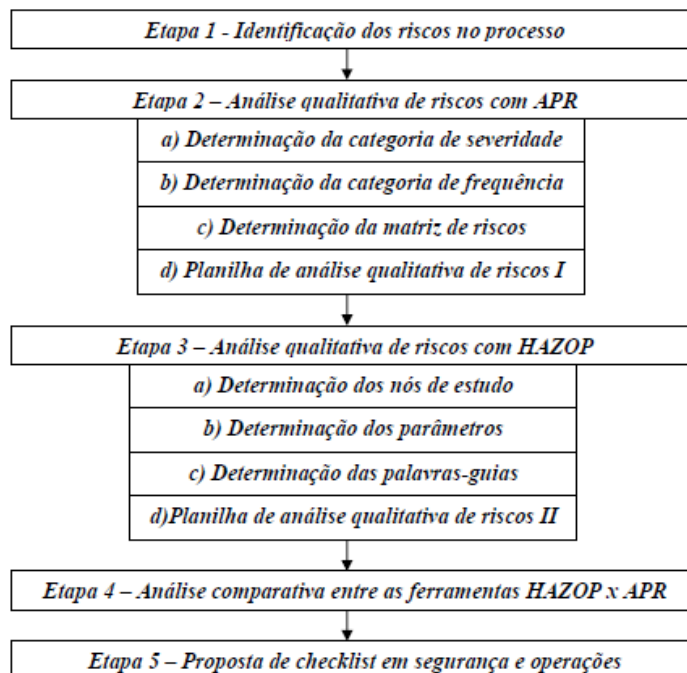 Etapa 1 - Identificação dos riscos no processo
Etapa 2 – Análise qualitativa de riscos com APR
a) Determinação da categoria de severidade
b) Determinação da categoria de frequência
c) Determinação da matriz de riscos
d) Planilha de análise qualitativa de riscos I
Etapa 3 – Análise qualitativa de riscos com HAZOP
a) Determinação dos nós de estudo
b) Determinação dos parâmetros
c) Determinação das palavras-guias
d)Planilha de análise qualitativa de riscos II
Etapa 4 – Análise comparativa entre as ferramentas HAZOP x APR
Etapa 5 – Proposta de checklist em segurança e operações